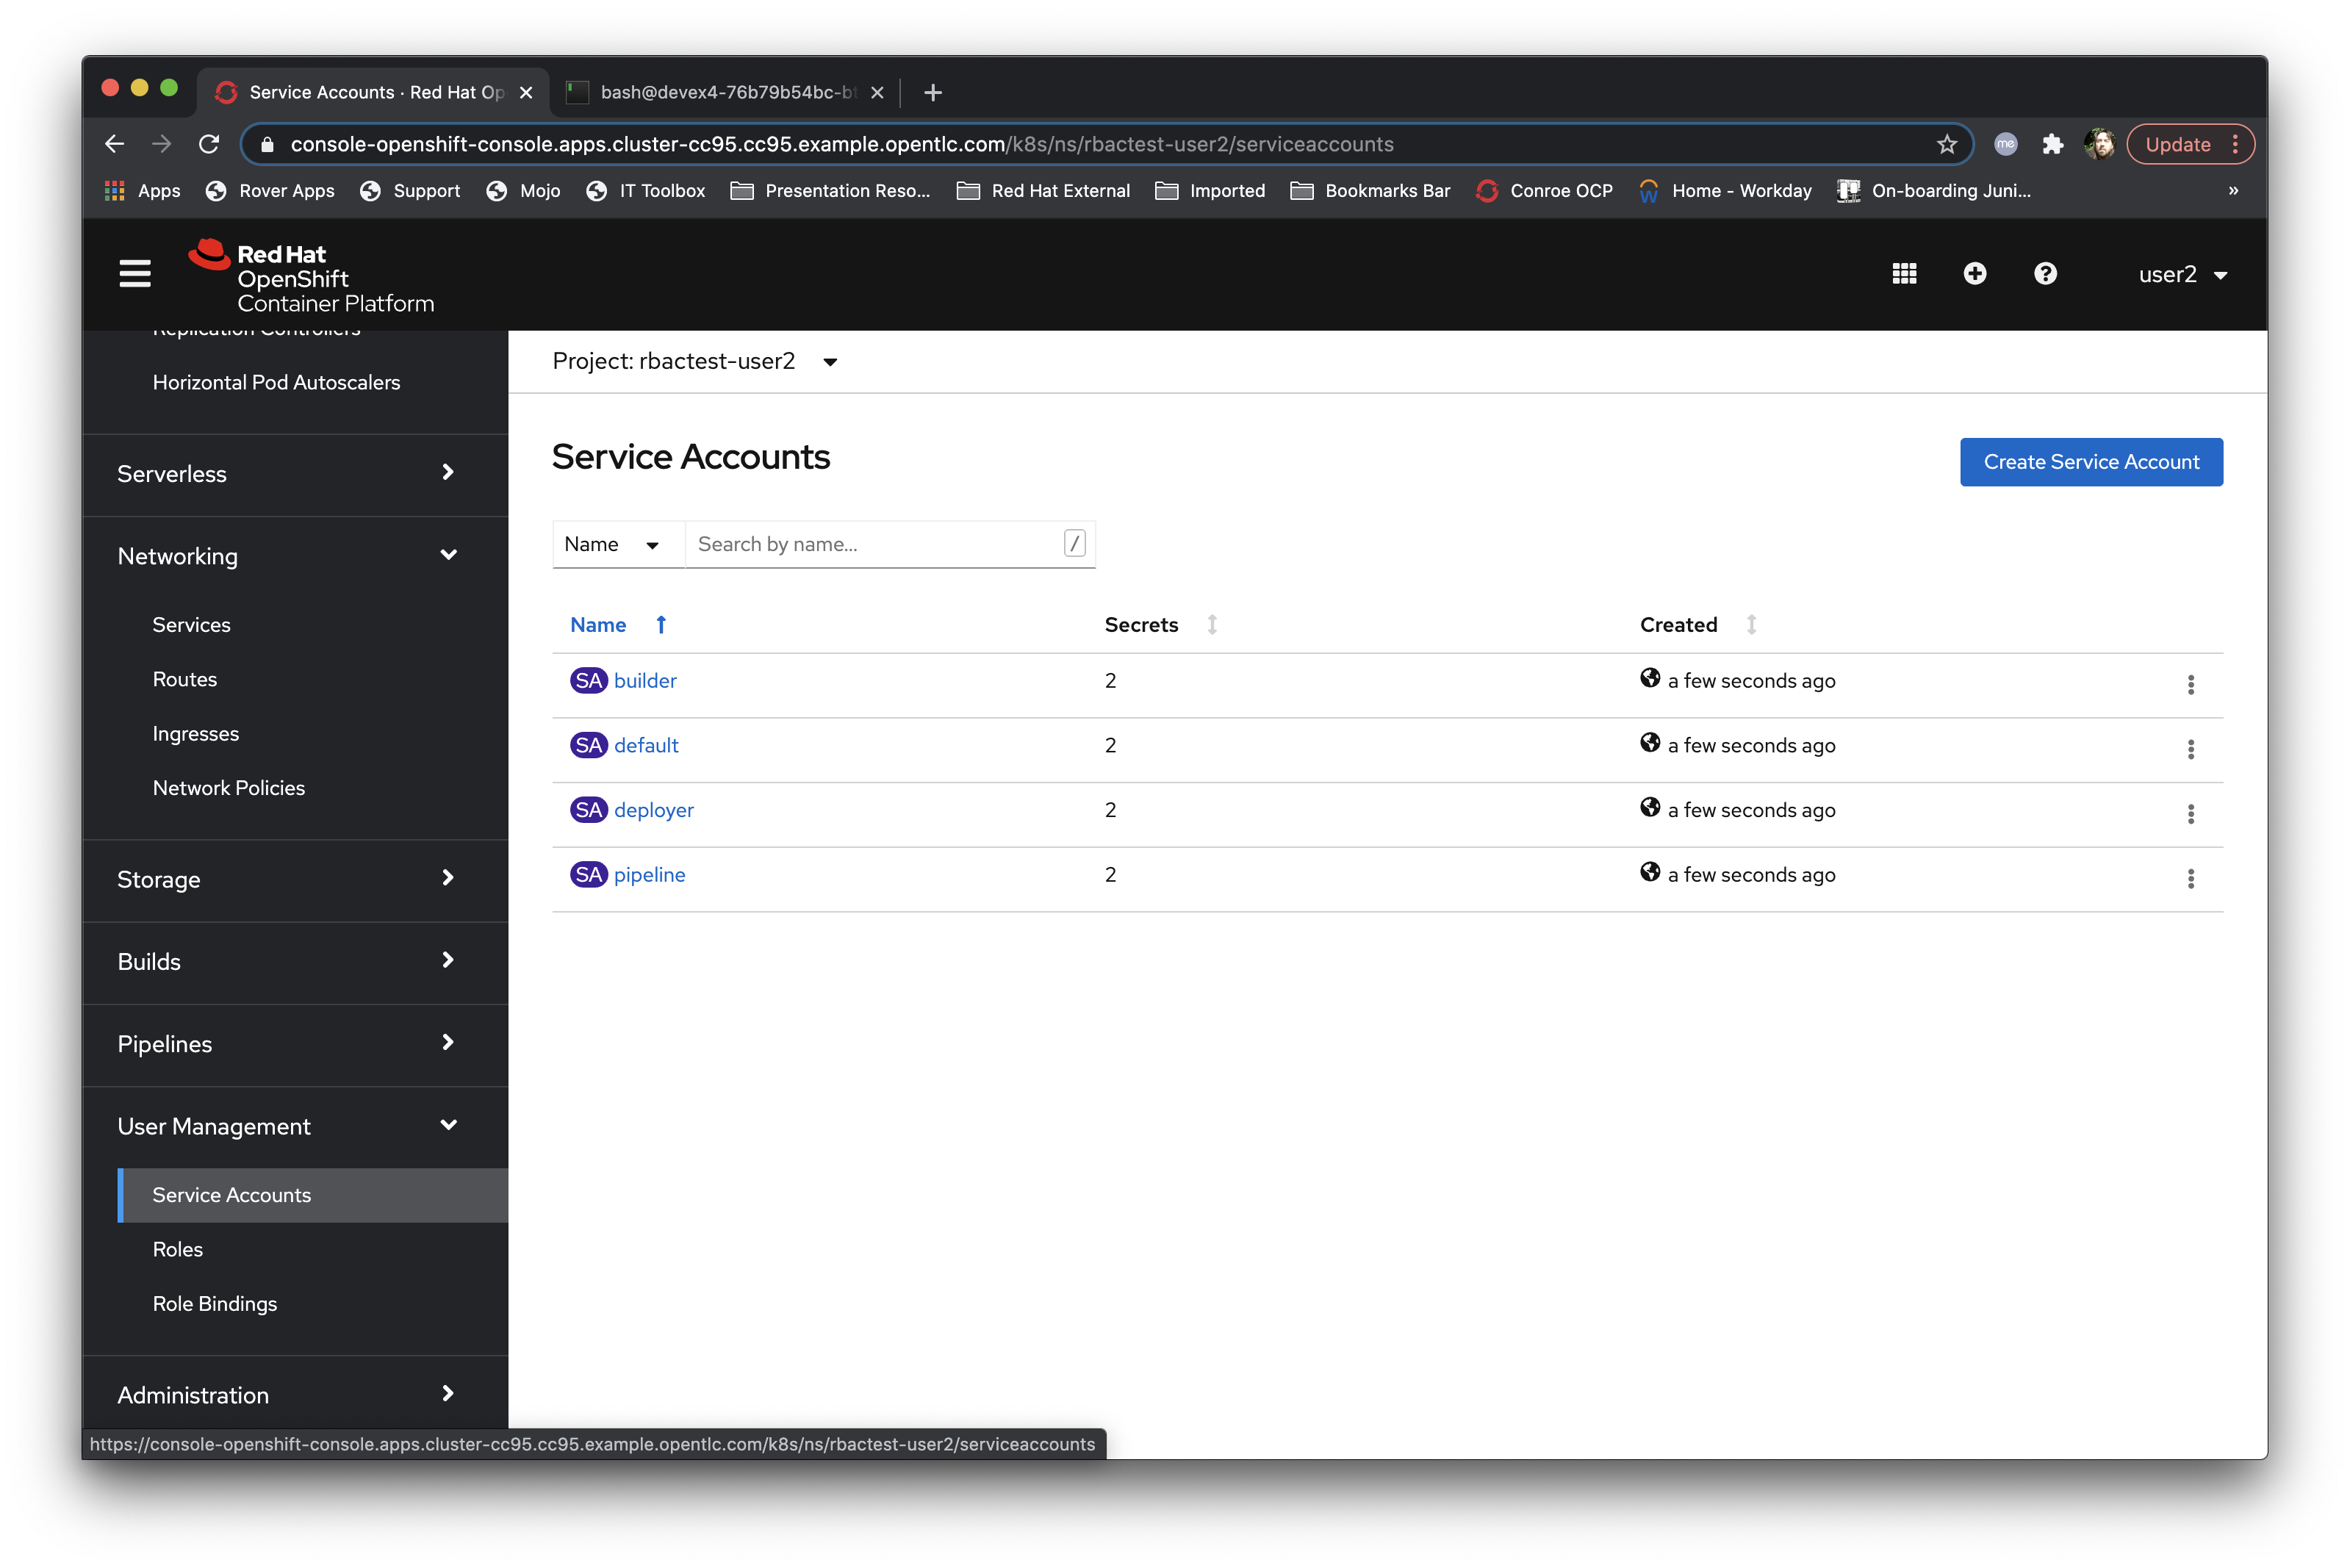 Service Accounts · Red Hat Op
bash@devex4-76b79b54bc-bt
console-openshift-console.apps.cluster-cc95.cc95.example.opentlc.com/k8s/ns/rbactest-user2/serviceaccounts
me
Update
Apps
Rover Apps
Support
Mojo
IT Toolbox
Presentation Reso...
Red Hat External
Imported
Bookmarks Bar
Conroe OCP
Home - Workday
On-boarding Juni...
»
Red Hat
OpenShift
Container Platform
user2
Replication Controllers
Horizontal Pod Autoscalers
Serverless
Networking
Services
Routes
Ingresses
Network Policies
Storage
Builds
Pipelines
User Management
Service Accounts
Roles
Role Bindings
Administration
Project: rbactest-user2
Service Accounts
Create Service Account
Name
Search by name...
/
Name Secrets Created
SA builder 2 a few seconds ago
SA default 2 a few seconds ago
SA deployer 2 a few seconds ago
SA pipeline 2 a few seconds ago
https://console-openshift-console.apps.cluster-cc95.cc95.example.opentlc.com/k8s/ns/rbactest-user2/serviceaccounts